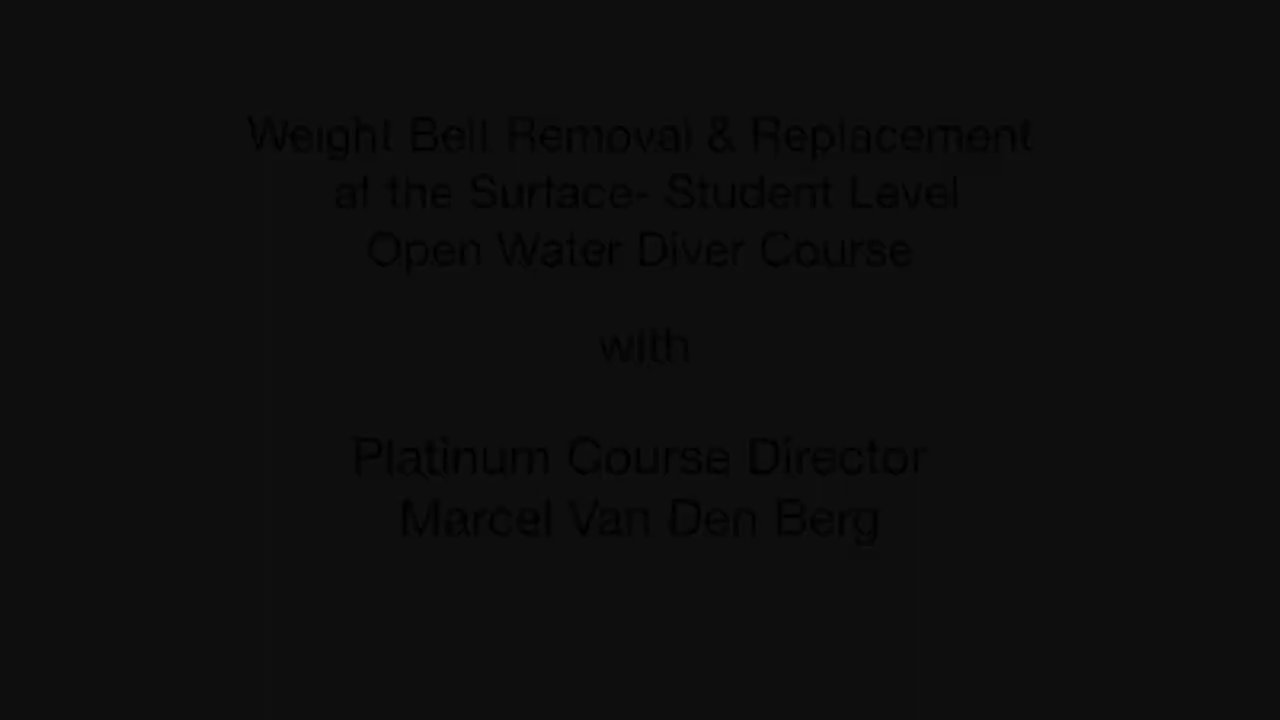 Weight Belt Removal & Replacement
at the Surface- Student Level
Open Water Diver Course
with
Platinum Course Director
Marcel Van Den Berg